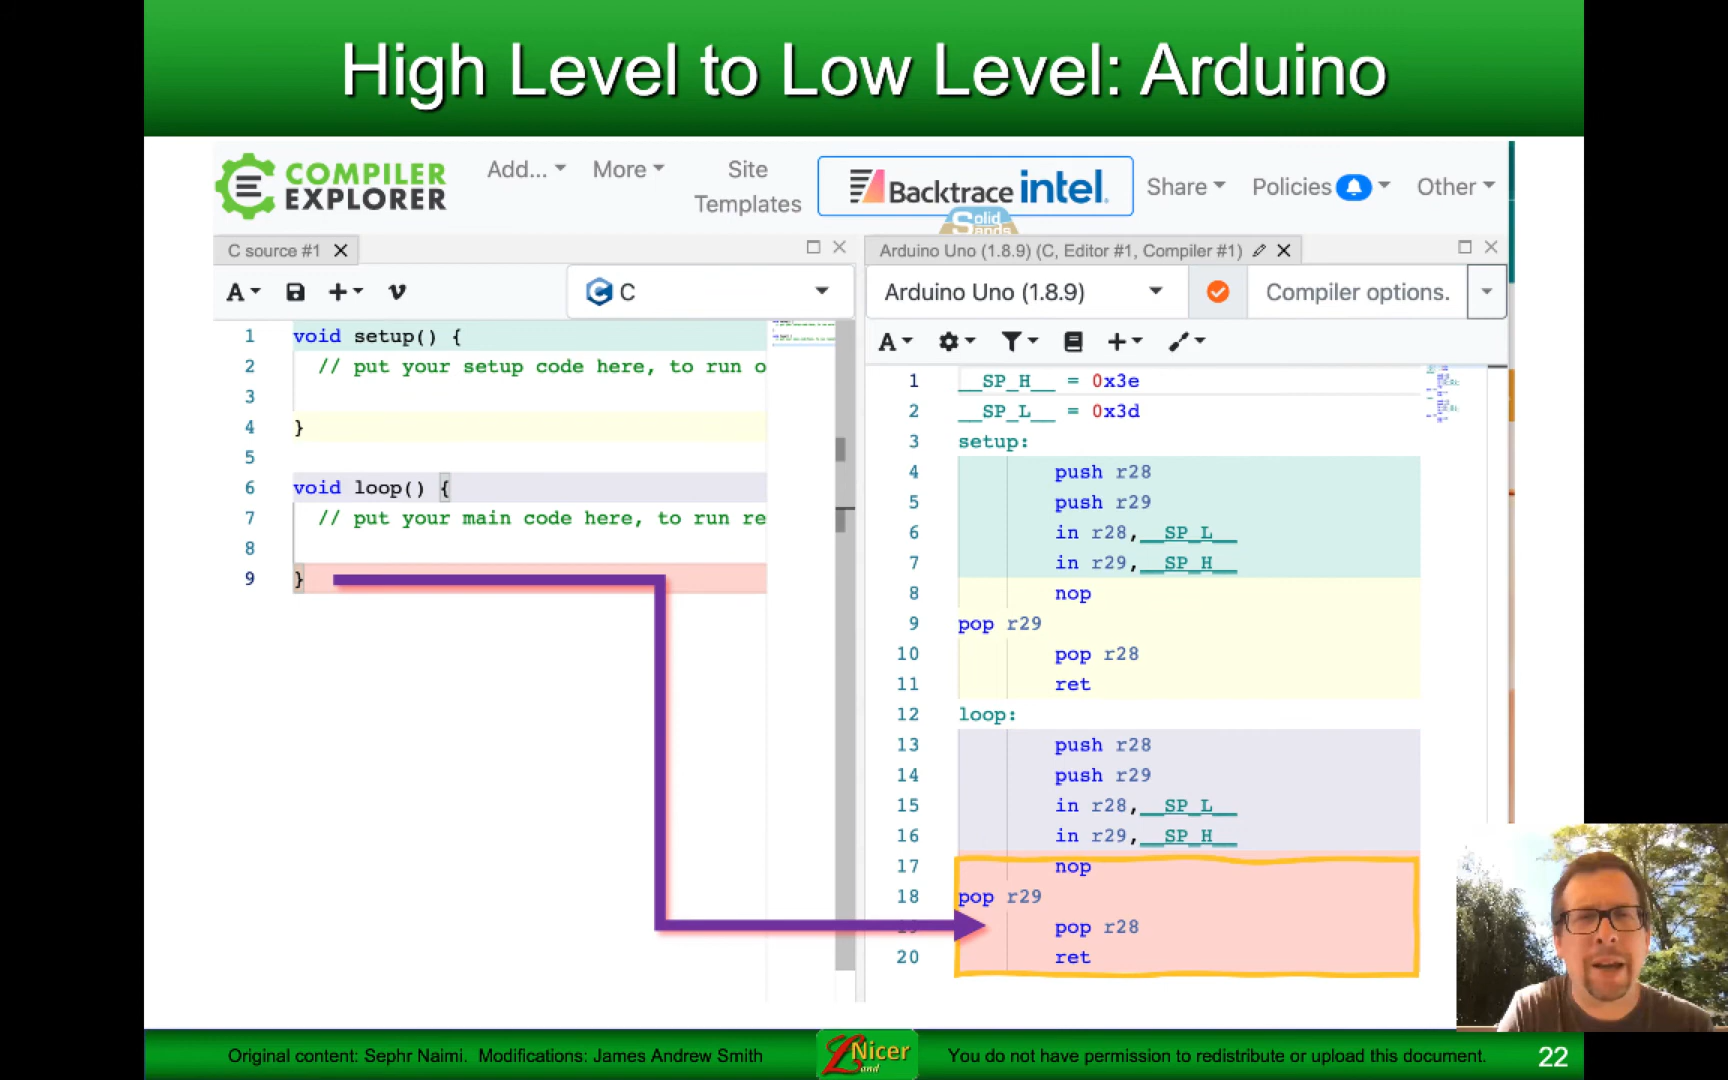 High Level to Low Level: Arduino
COMPILER
EXPLORER
Add...
More
Site
Templates
Backtrace intel.
Solid
Sands
Share
Policies
Other
C source #1
A
C
1 void setup() {
2 // put your setup code here, to run o
3
4 }
5
6 void loop() {
7 // put your main code here, to run re
8
9 }
Arduino Uno (1.8.9) (C, Editor #1, Compiler #1)
Arduino Uno (1.8.9)
Compiler options.
A
1 __SP_H__ = 0x3e
2 __SP_L__ = 0x3d
3 setup:
4 push r28
5 push r29
6 in r28,__SP_L__
7 in r29,__SP_H__
8 nop
9 pop r29
10 pop r28
11 ret
12 loop:
13 push r28
14 push r29
15 in r28,__SP_L__
16 in r29,__SP_H__
17 nop
18 pop r29
19 pop r28
20 ret
Original content: Sephr Naimi. Modifications: James Andrew Smith
Nicer
Land
You do not have permission to redistribute or upload this document.
22